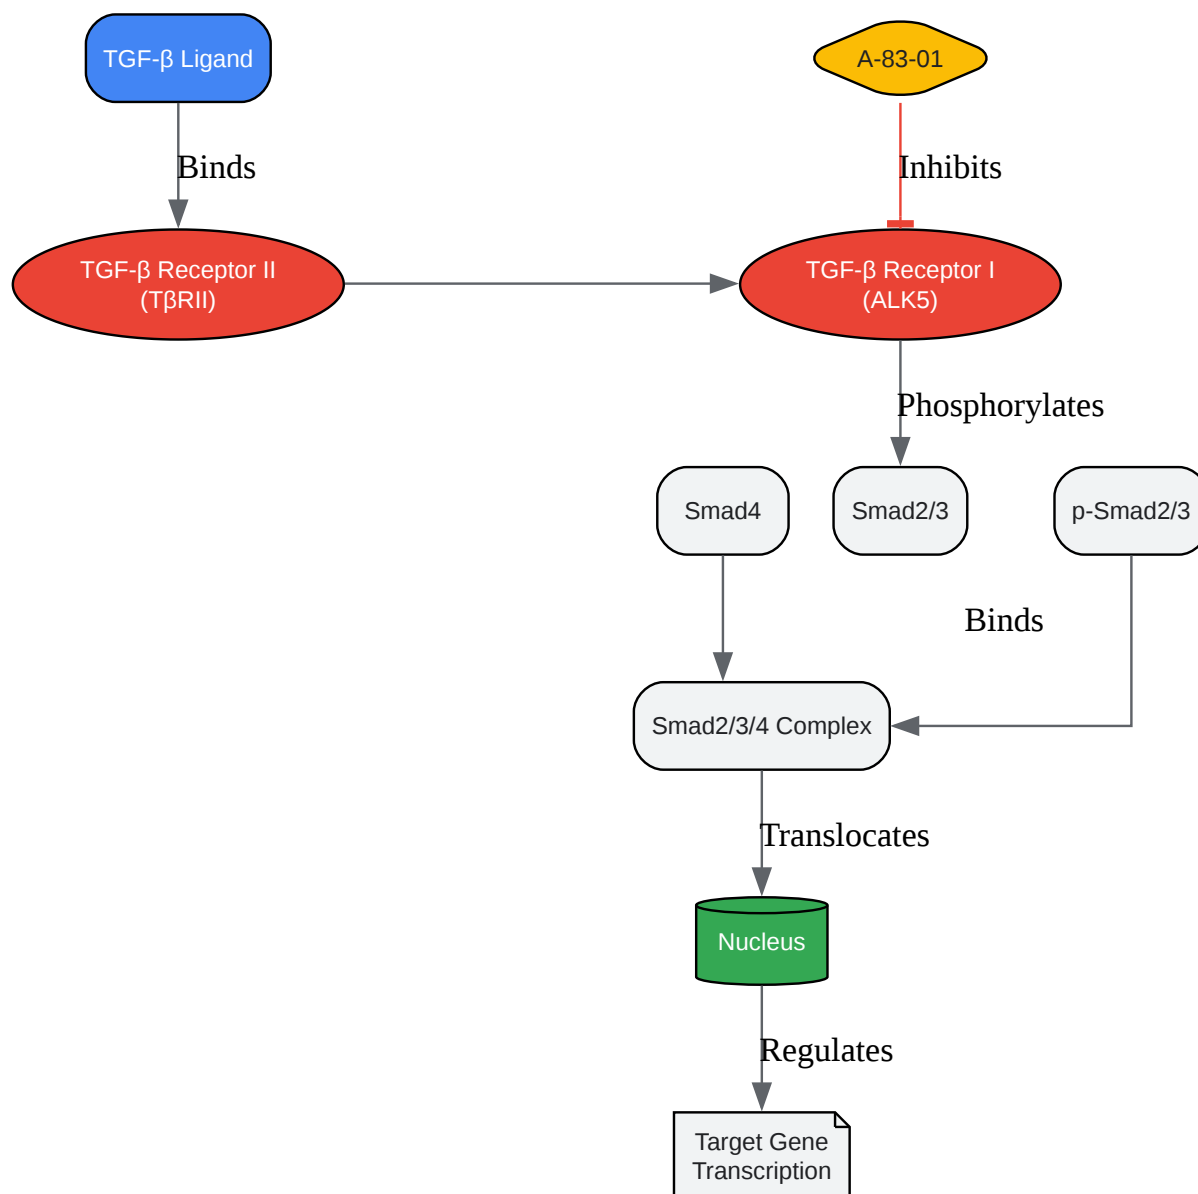 TGF-β Ligand
A-83-01
Binds
Inhibits
TGF-β Receptor II
(TβRII)
TGF-β Receptor I
(ALK5)
Phosphorylates
Smad4
Smad2/3
p-Smad2/3
Binds
Smad2/3/4 Complex
Translocates
Nucleus
Regulates
Target Gene
Transcription